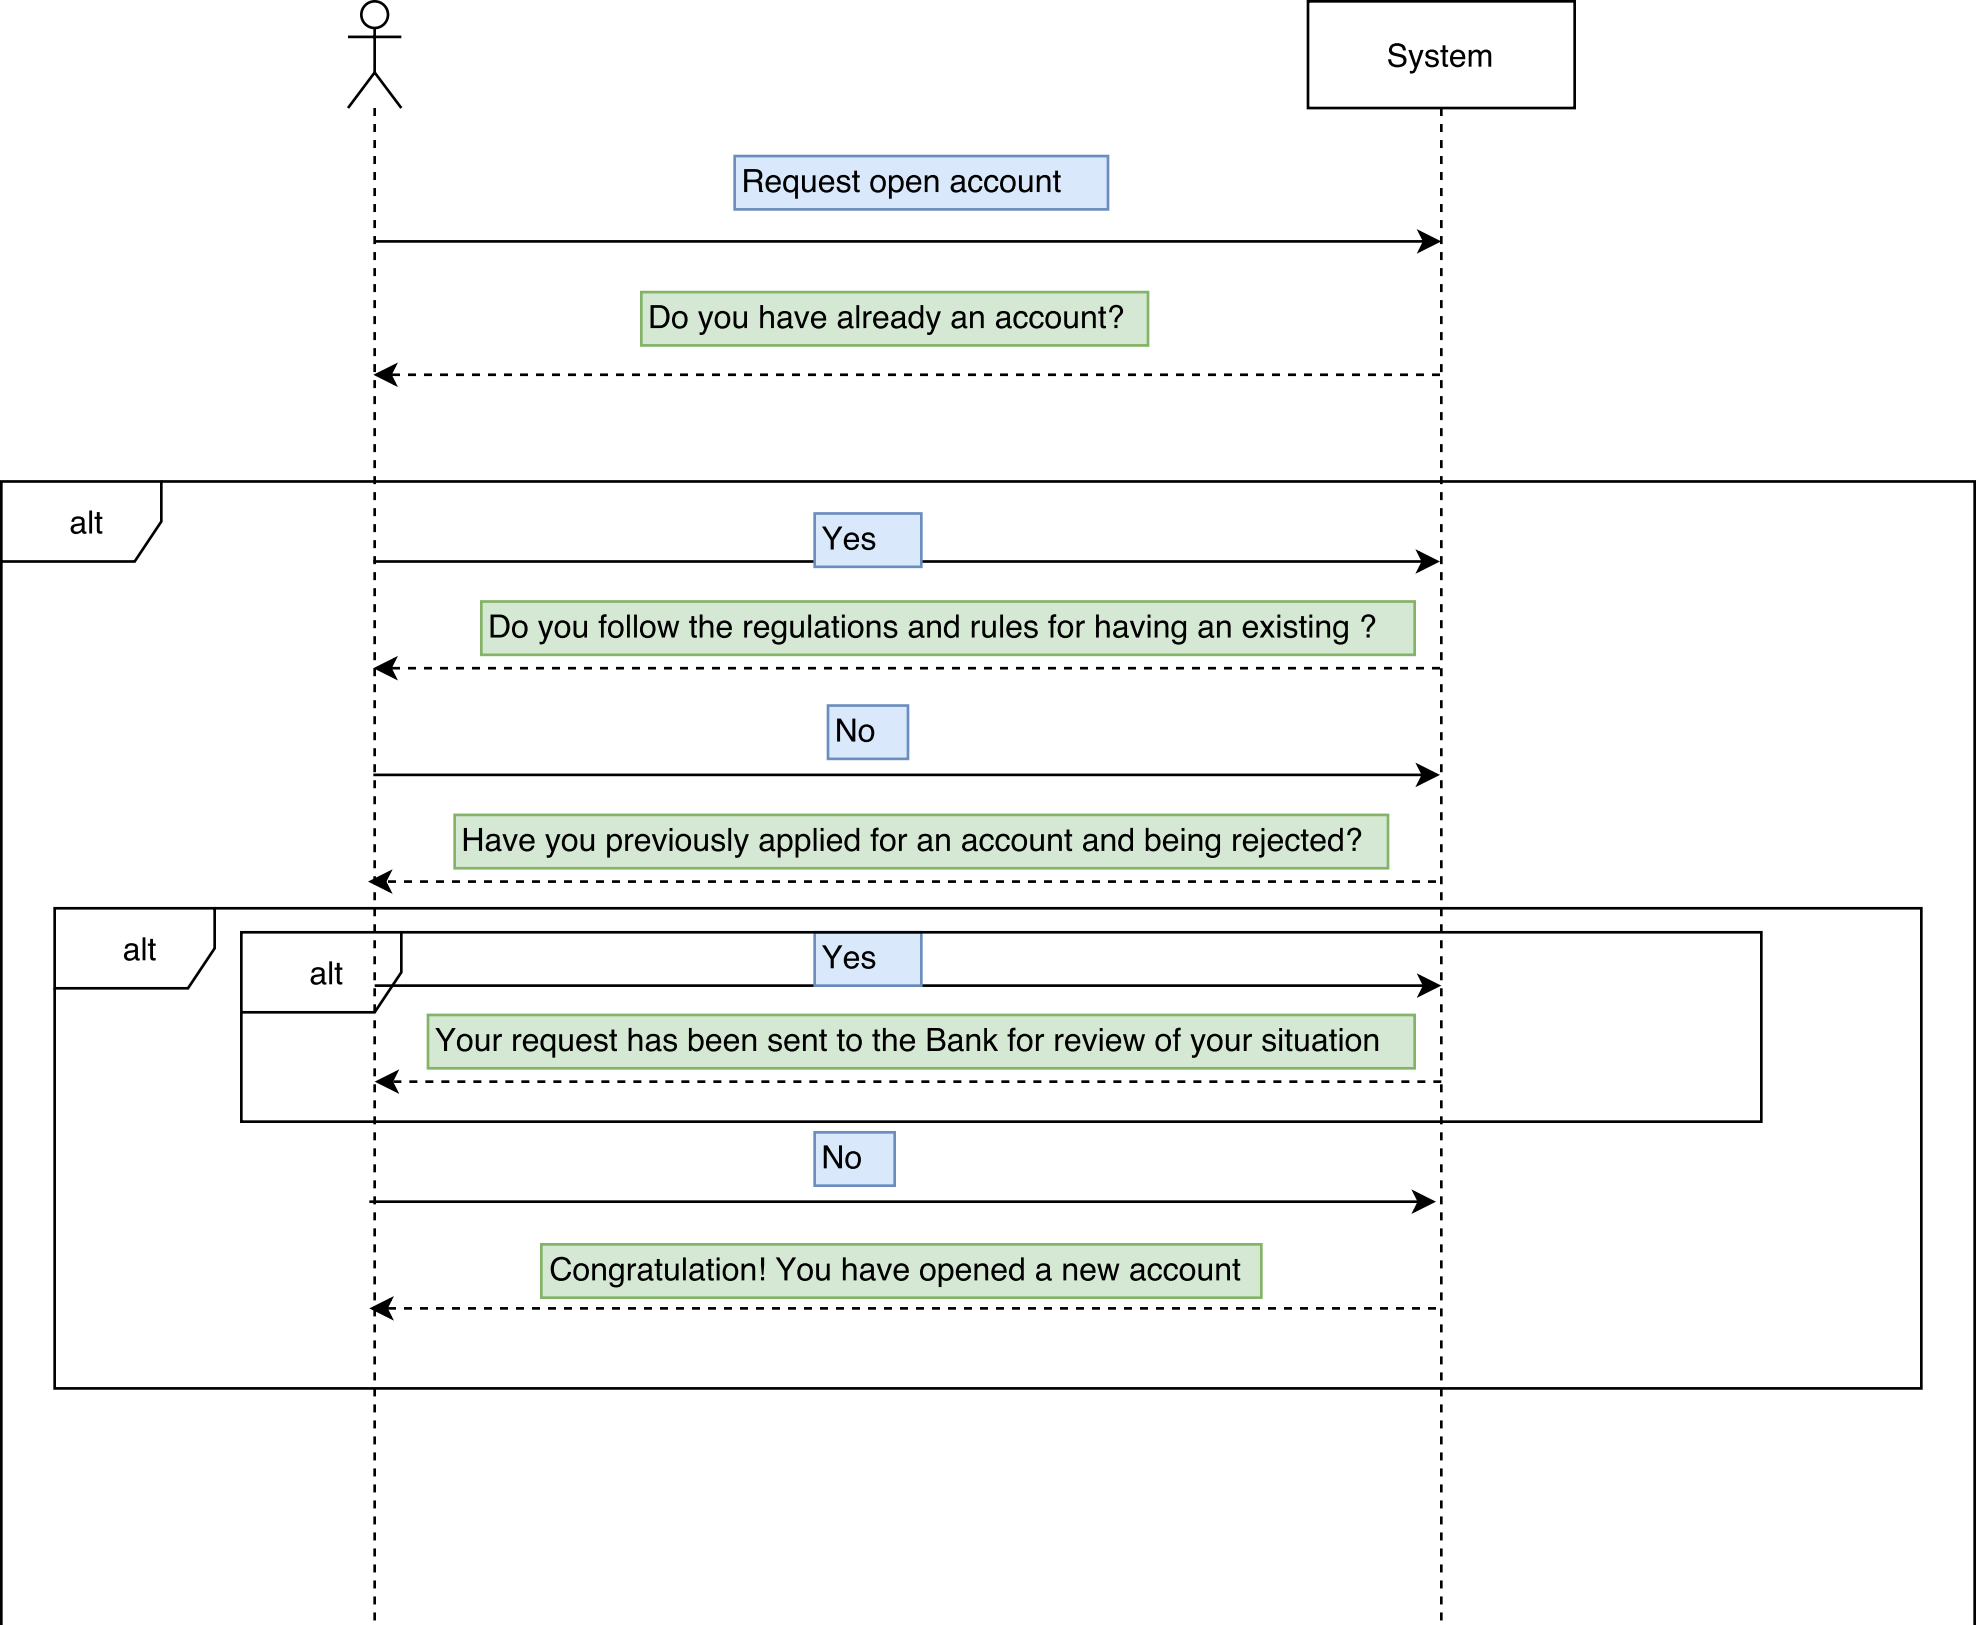 System
Request open account
Do you have already an account?
alt
Yes
Do you follow the regulations and rules for having an existing ?
No
Have you previously applied for an account and being rejected?
alt
alt
Yes
Your request has been sent to the Bank for review of your situation
No
Congratulation! You have opened a new account